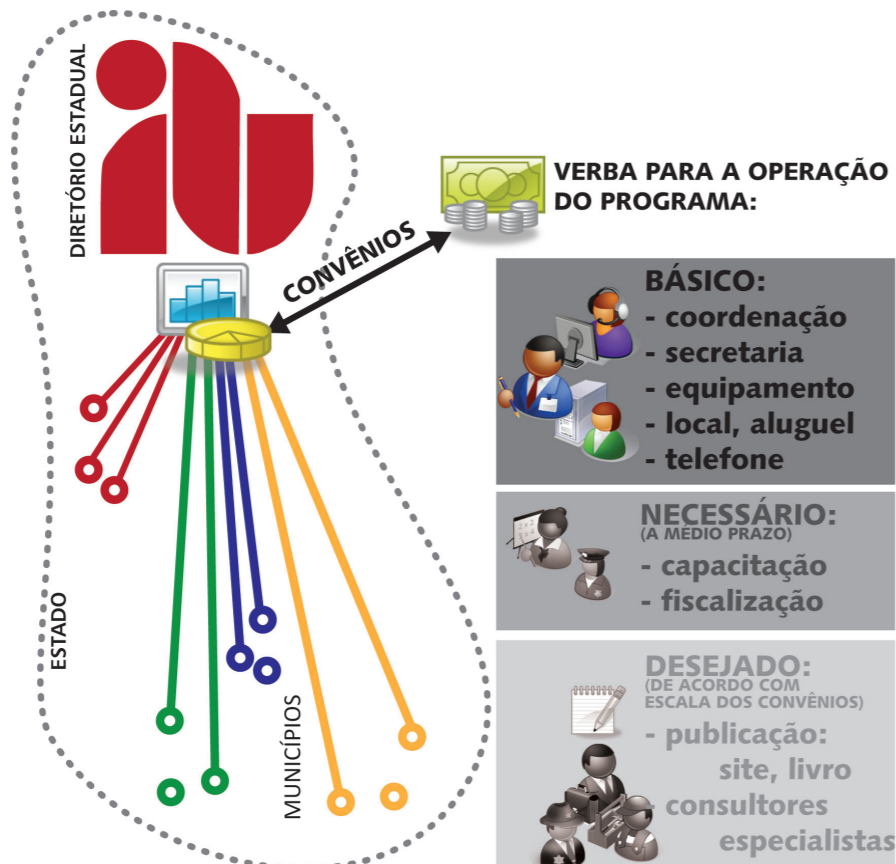 DIRETÓRIO ESTADUAL
iab
CONVÊNIOS
VERBA PARA A OPERAÇÃO
DO PROGRAMA:
BÁSICO:
- coordenação
- secretaria
- equipamento
- local, aluguel
- telefone
NECESSÁRIO:
(A MÉDIO PRAZO)
- capacitação
- fiscalização
DESEJADO:
(DE ACORDO COM
ESCALA DOS CONVÊNIOS)
- publicação:
site, livro
- consultores
especialistas
ESTADO
MUNICÍPIOS